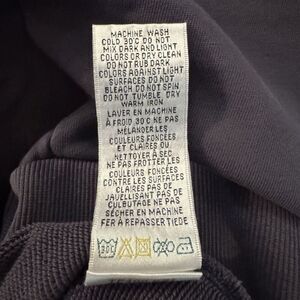 MACHINE WASH
COLD 30°C DO NOT
MIX DARK AND LIGHT
COLORS OR DRY CLEAN
DO NOT RUB DARK
COLORS AGAINST LIGHT
SURFACES DO NOT
BLEACH DO NOT SPIN
DO NOT TUMBLE DRY
WARM IRON
LAVER EN MACHINE
À FROID 30°C NE PAS
MÉLANGER LES
COULEURS FONCÉES
ET CLAIRES OU
NETTOYER À SEC
NE PAS FROTTER LES
COULEURS FONCÉES
CONTRE LES SURFACES
CLAIRES PAS DE
JAVELLISANT PAS DE
CULBUTAGE NE PAS
SÉCHER EN MACHINE
FER À REPASSER TIEDE